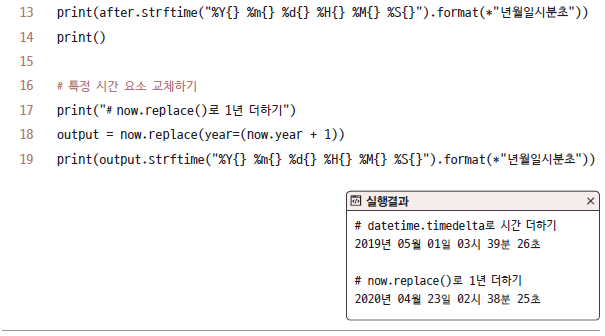 13 print(after.strftime("%Y{} %m{} %d{} %H{} %M{} %S{}").format(*"년월일시분초"))
14 print()
15
16 # 특정 시간 요소 교체하기
17 print("# now.replace()로 1년 더하기")
18 output = now.replace(year=(now.year + 1))
19 print(output.strftime("%Y{} %m{} %d{} %H{} %M{} %S{}").format(*"년월일시분초"))
실행결과
# datetime.timedelta로 시간 더하기
2019년 05월 01일 03시 39분 26초
# now.replace()로 1년 더하기
2020년 04월 23일 02시 38분 25초